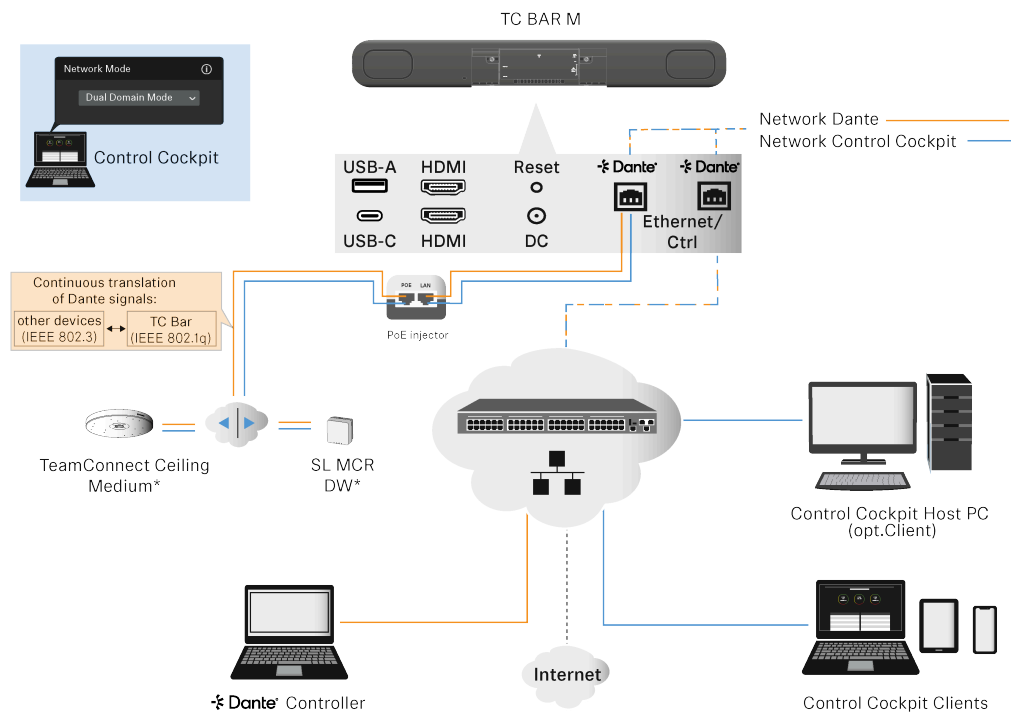 TC BAR M
Network Mode
Dual Domain Mode
Control Cockpit
Network Dante
Network Control Cockpit
USB-A
HDMI
Reset
Dante®
Dante®
USB-C
HDMI
DC
Ethernet/
Ctrl
POE
LAN
PoE injector
Continuous translation
of Dante signals:
other devices
(IEEE 802.3)
TC Bar
(IEEE 802.1q)
TeamConnect Ceiling
Medium*
SL MCR
DW*
Control Cockpit Host PC
(opt.Client)
Internet
Dante® Controller
Control Cockpit Clients